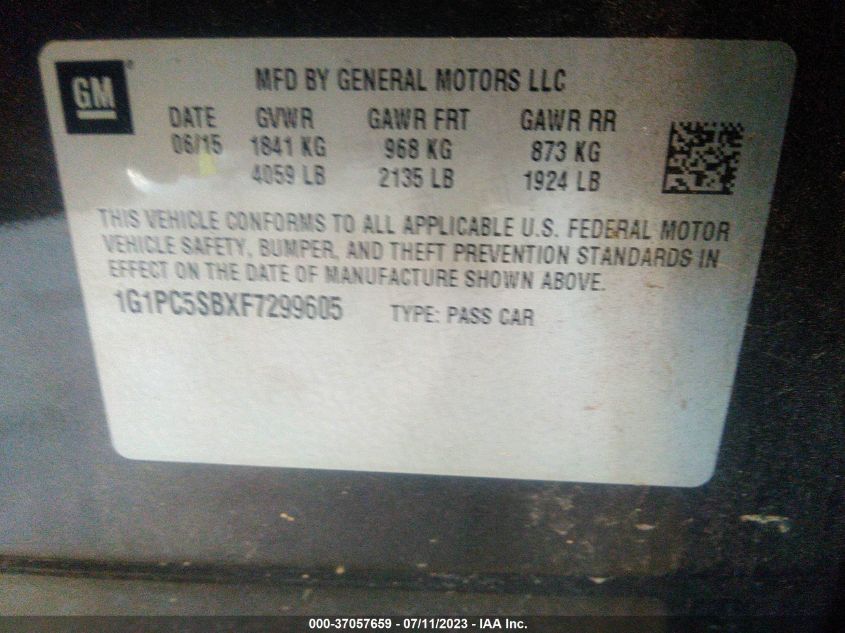 GM®
MFD BY GENERAL MOTORS LLC
DATE GVWR GAWR FRT GAWR RR
06/15 1841 KG 968 KG 873 KG
4059 LB 2135 LB 1924 LB
THIS VEHICLE CONFORMS TO ALL APPLICABLE U.S. FEDERAL MOTOR
VEHICLE SAFETY, BUMPER, AND THEFT PREVENTION STANDARDS IN
EFFECT ON THE DATE OF MANUFACTURE SHOWN ABOVE.
1G1PC5SBXF7299605 TYPE: PASS CAR
000-37057659 - 07/11/2023 - IAA Inc.